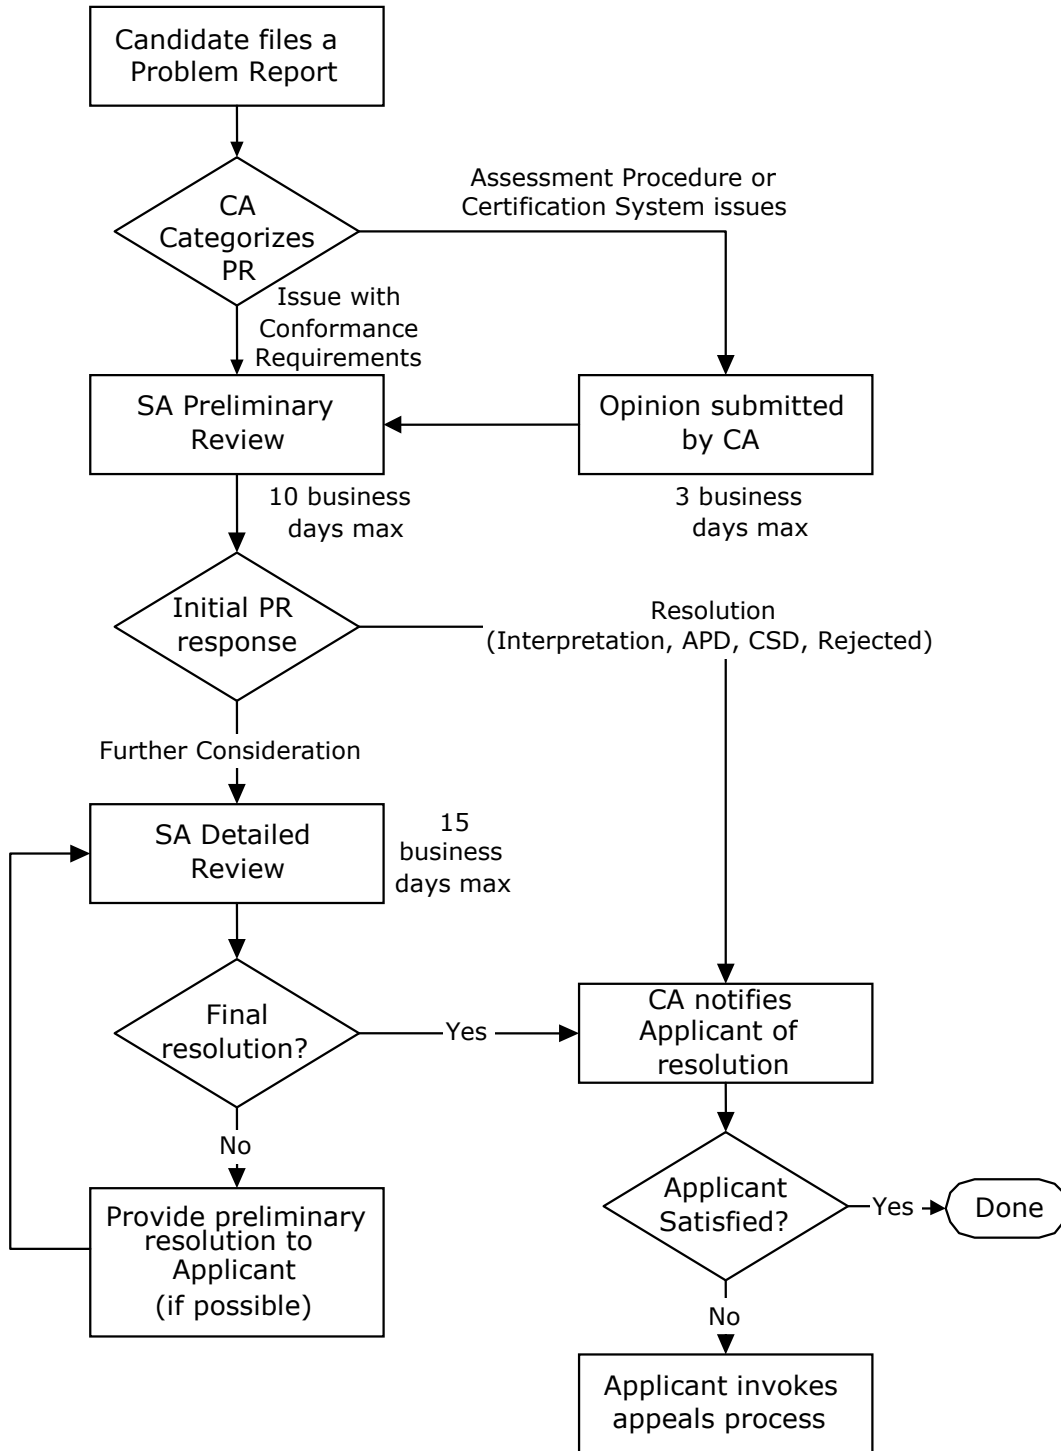 Candidate files a
Problem Report
Assessment Procedure or
Certification System issues
CA
Categorizes
PR
Issue with
Conformance
Requirements
SA Preliminary
Review
Opinion submitted
by CA
10 business
days max
3 business
days max
Initial PR
response
Resolution
(Interpretation, APD, CSD, Rejected)
Further Consideration
SA Detailed
Review
15
business
days max
Final
resolution?
Yes
CA notifies
Applicant of
resolution
No
Provide preliminary
resolution to
Applicant
(if possible)
Applicant
Satisfied?
Yes
Done
No
Applicant invokes
appeals process